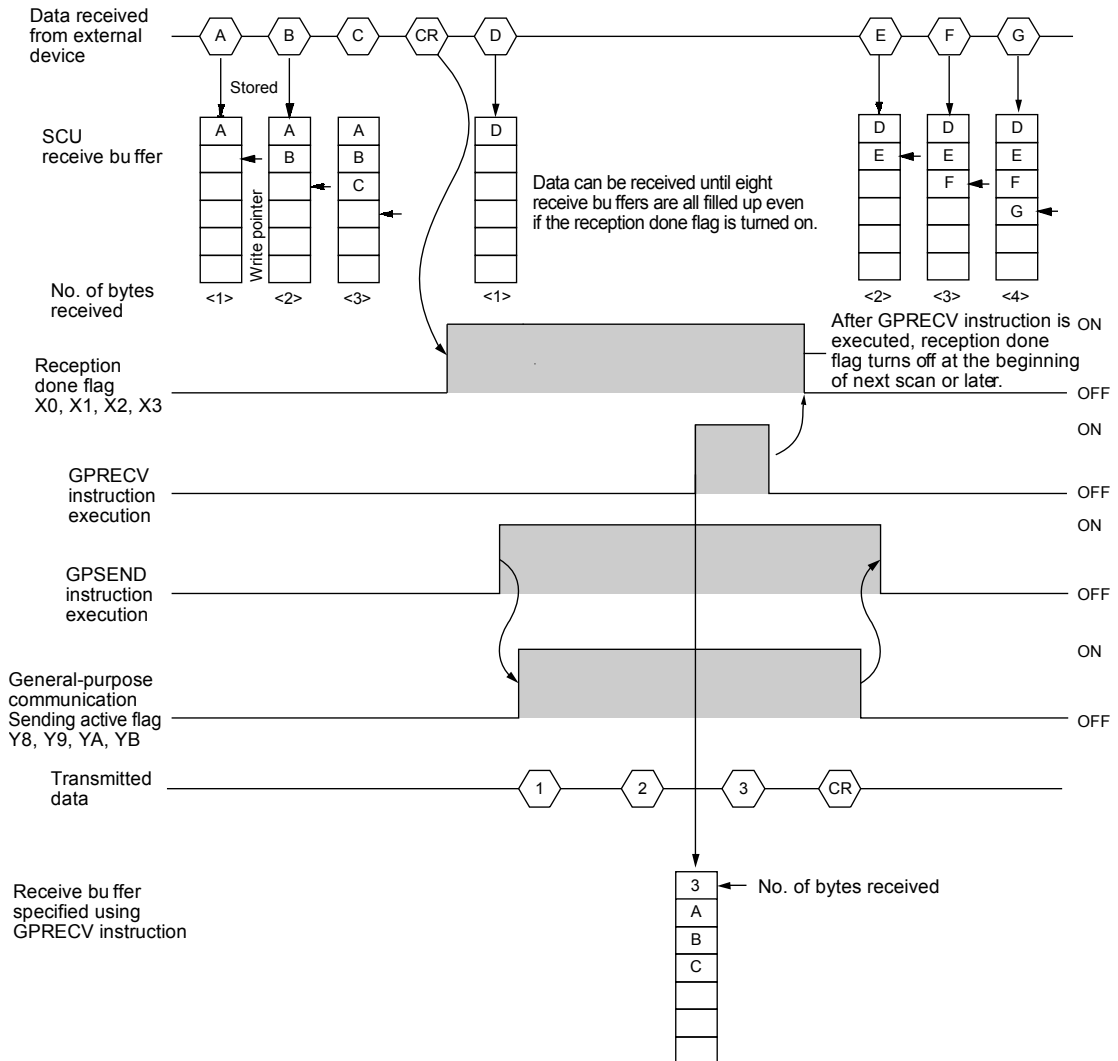 Data received
from external
device
A
B
C
CR
D
E
F
G
Stored
SCU
receive buffer
A
A
B
A
B
C
D
D
E
D
E
F
D
E
F
G
Write pointer
Data can be received until eight
receive buffers are all filled up even
if the reception done flag is turned on.
No. of bytes
received
<1>
<2>
<3>
<1>
<2>
<3>
<4>
After GPRECV instruction is
executed, reception done
flag turns off at the beginning
of next scan or later.
ON
Reception
done flag
X0, X1, X2, X3
OFF
ON
GPRECV
instruction
execution
OFF
ON
GPSEND
instruction
execution
OFF
ON
General-purpose
communication
Sending active flag
Y8, Y9, YA, YB
OFF
Transmitted
data
1
2
3
CR
Receive buffer
specified using
GPRECV instruction
3
No. of bytes received
A
B
C